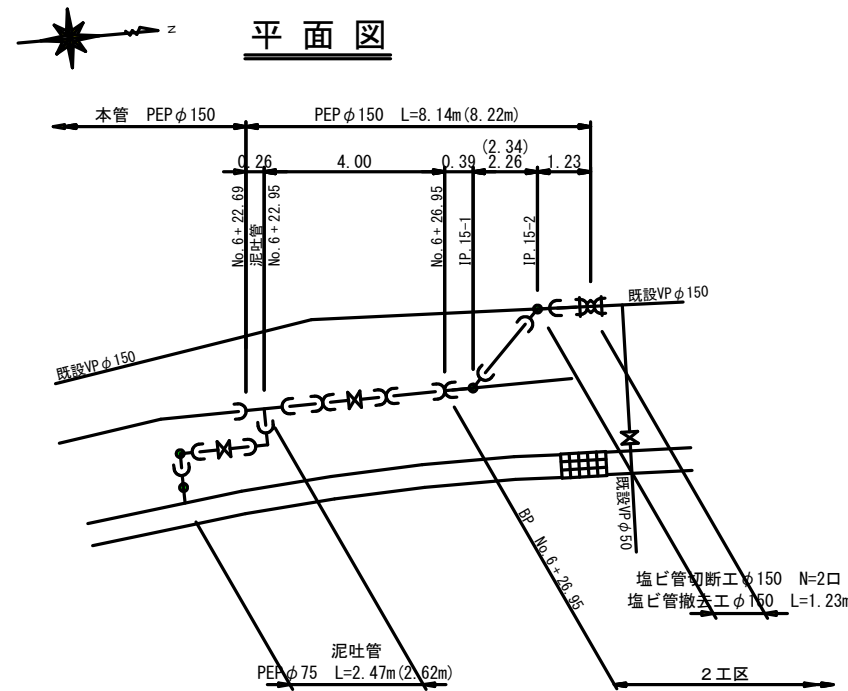 N
平面図
本管 PEPφ150
PEPφ150 L=8.14m(8.22m)
(2.34)
0.26
4.00
0.39
2.26
1.23
No.6+22.69
泥吐管
No.6+22.95
No.6+26.95
IP.15-1
IP.15-2
既設VPφ150
既設VPφ150
既設VPφ50
BP No.6+26.95
塩ビ管切断工φ150 N=2口
塩ビ管撤去工φ150 L=1.23m
泥吐管
PEPφ75 L=2.47m(2.62m)
2工区